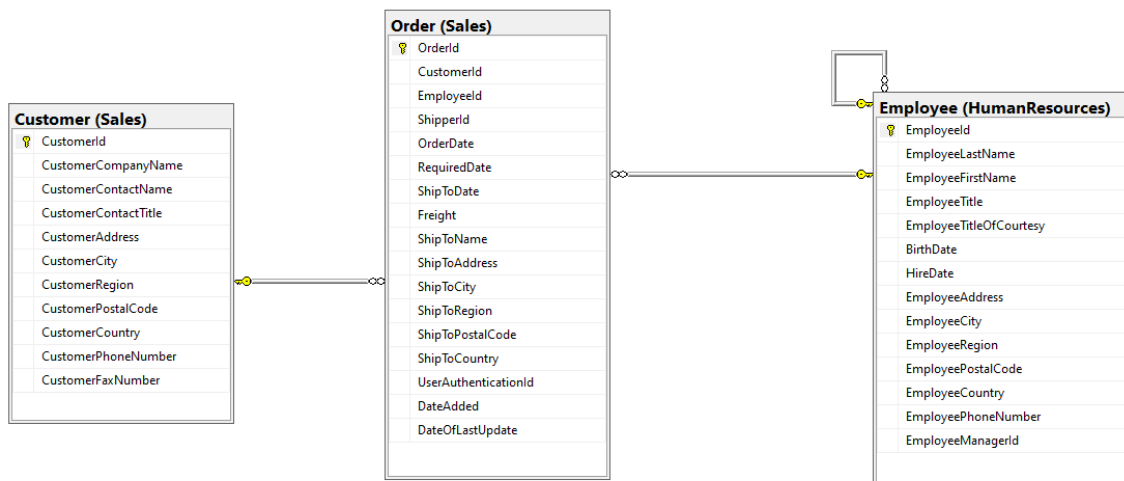 Customer (Sales)
CustomerId
CustomerCompanyName
CustomerContactName
CustomerContactTitle
CustomerAddress
CustomerCity
CustomerRegion
CustomerPostalCode
CustomerCountry
CustomerPhoneNumber
CustomerFaxNumber
Order (Sales)
OrderId
CustomerId
EmployeeId
ShipperId
OrderDate
RequiredDate
ShipToDate
Freight
ShipToName
ShipToAddress
ShipToCity
ShipToRegion
ShipToPostalCode
ShipToCountry
UserAuthenticationId
DateAdded
DateOfLastUpdate
Employee (HumanResources)
EmployeeId
EmployeeLastName
EmployeeFirstName
EmployeeTitle
EmployeeTitleOfCourtesy
BirthDate
HireDate
EmployeeAddress
EmployeeCity
EmployeeRegion
EmployeePostalCode
EmployeeCountry
EmployeePhoneNumber
EmployeeManagerId